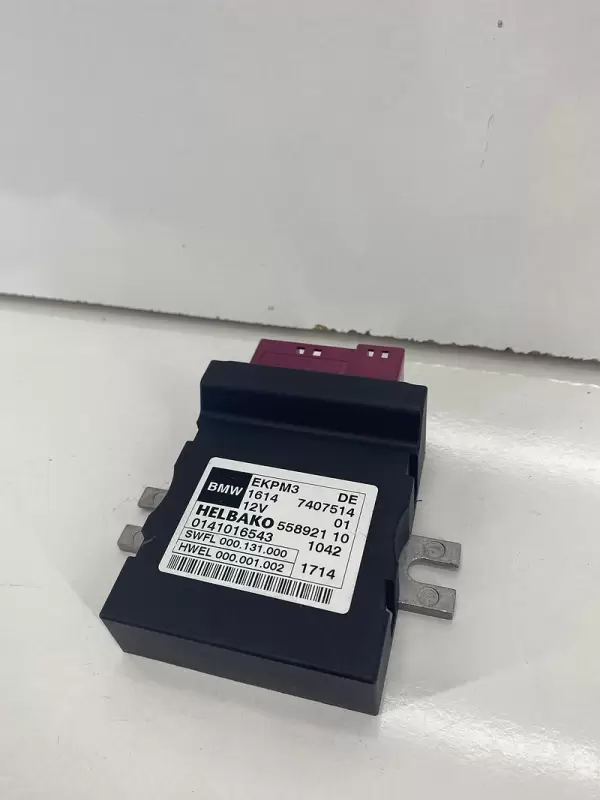 BMW EKPM3 DE
1614 7407514
12V 01
HELBAKO 558921 10
0141016543 1042
SWFL 000.131.000
HWEL 000.001.002 1714